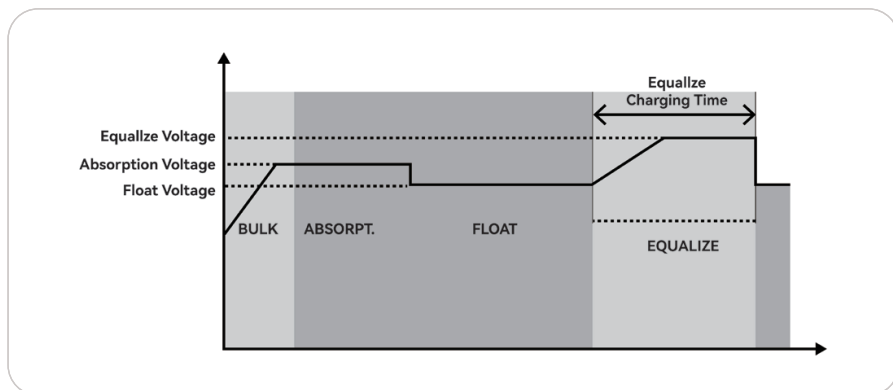 Equallze
Charging Time
Equallze Voltage
Absorption Voltage
Float Voltage
BULK
ABSORPT.
FLOAT
EQUALIZE